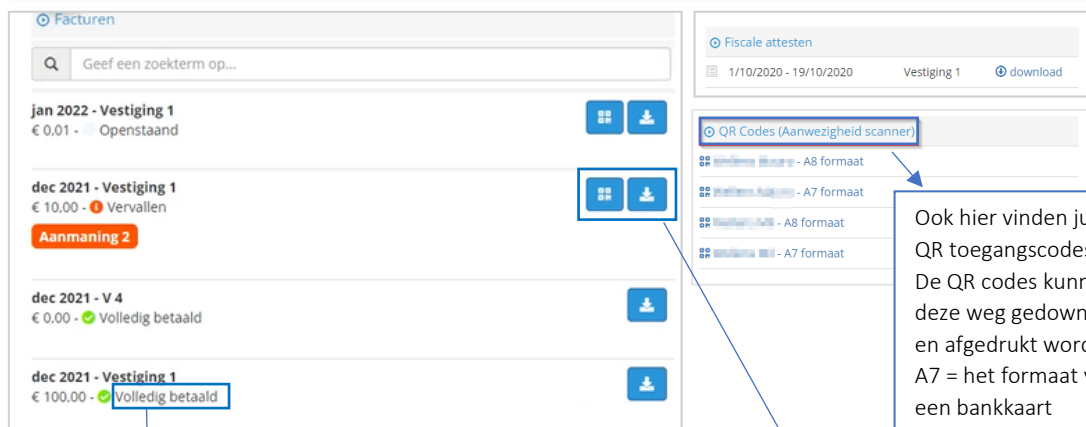 Facturen
Geef een zoekterm op...
jan 2022 - Vestiging 1
€ 0,01 - Openstaand
dec 2021 - Vestiging 1
€ 10,00 - Vervallen
Aanmaning 2
dec 2021 - V 4
€ 0,00 - Volledig betaald
dec 2021 - Vestiging 1
€ 100,00 - Volledig betaald
Fiscale attesten
1/10/2020 - 19/10/2020 Vestiging 1 download
QR Codes (Aanwezigheid scanner)
- A8 formaat
- A7 formaat
- A8 formaat
- A7 formaat
Ook hier vinden ju
QR toegangscodes
De QR codes kunn
deze weg gedown
en afgedrukt word
A7 = het formaat v
een bankkaart